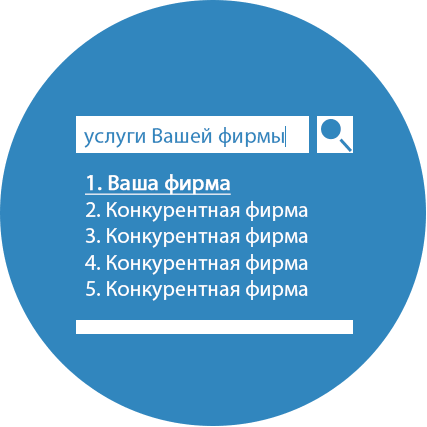 услуги Вашей фирмы
1. Ваша фирма
2. Конкурентная фирма
3. Конкурентная фирма
4. Конкурентная фирма
5. Конкурентная фирма